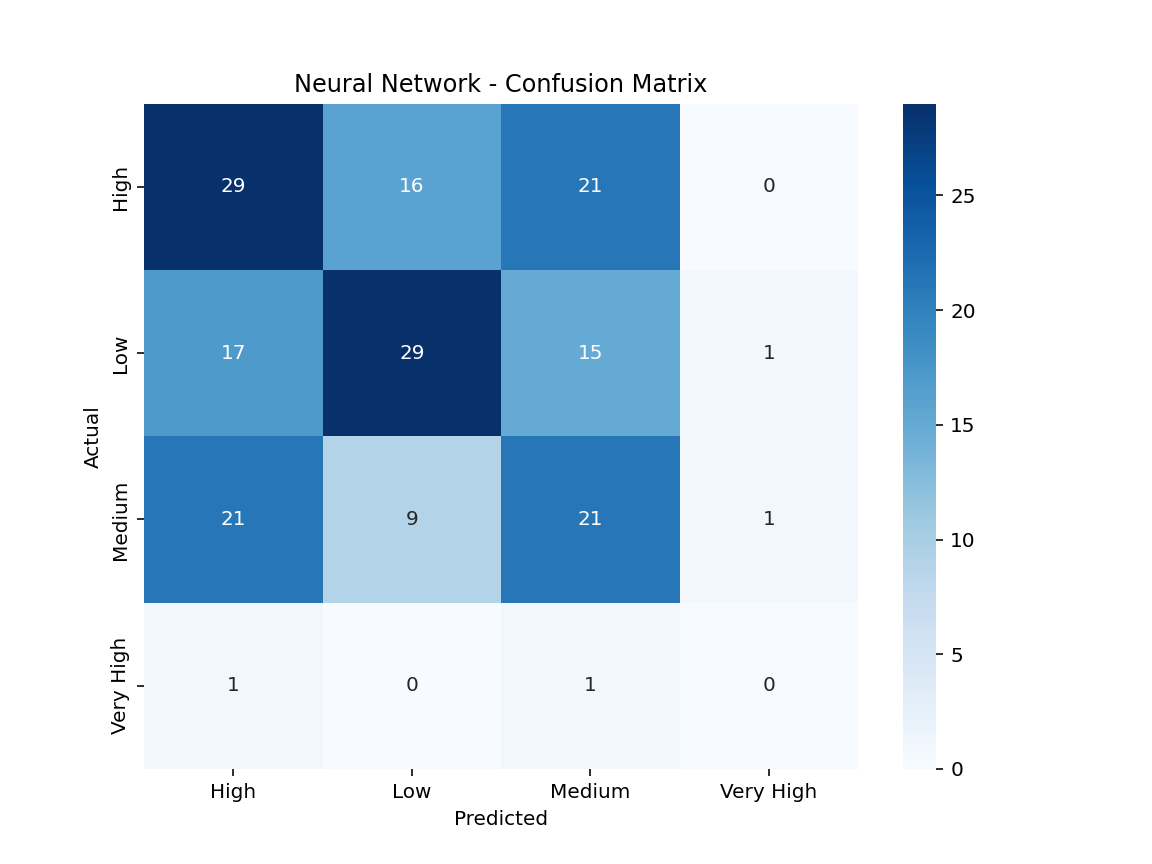 Neural Network - Confusion Matrix
High
29
16
21
0
Low
17
29
15
1
Medium
21
9
21
1
Very High
1
0
1
0
High
Low
Medium
Very High
Predicted
Actual
25
20
15
10
5
0